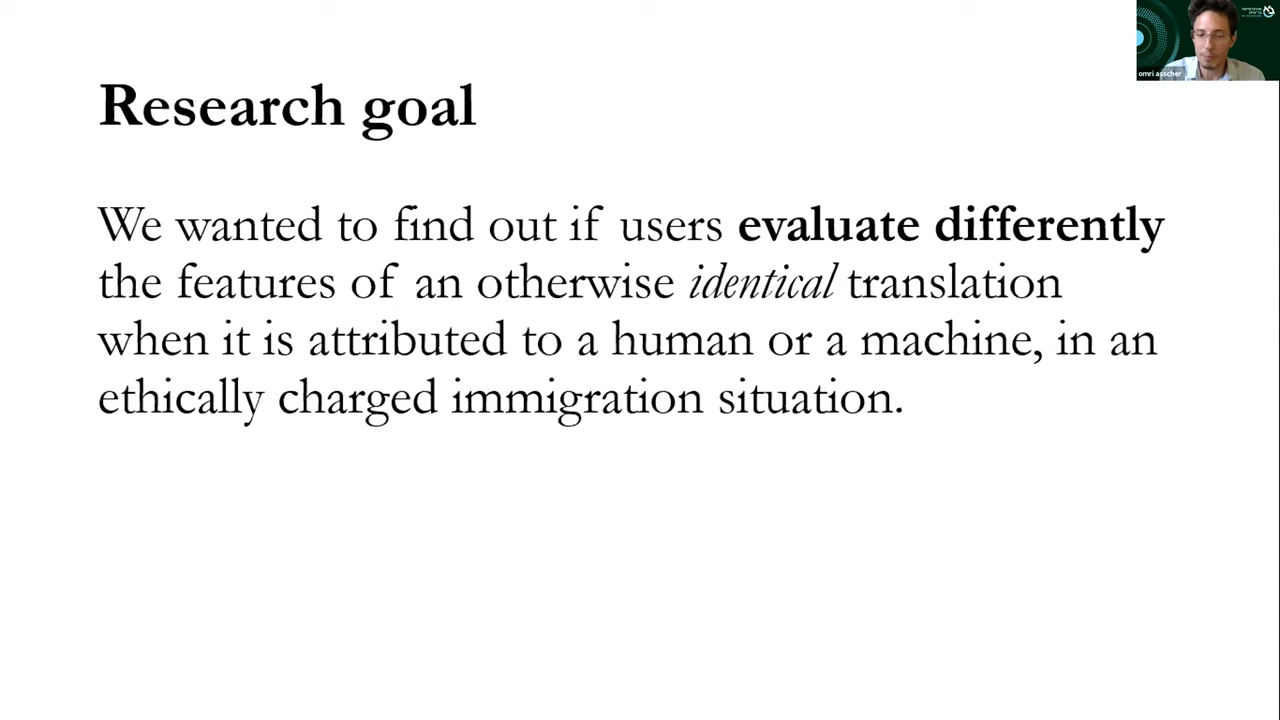 Research goal
We wanted to find out if users evaluate differently
the features of an otherwise identical translation
when it is attributed to a human or a machine, in an
ethically charged immigration situation.
omri asscher